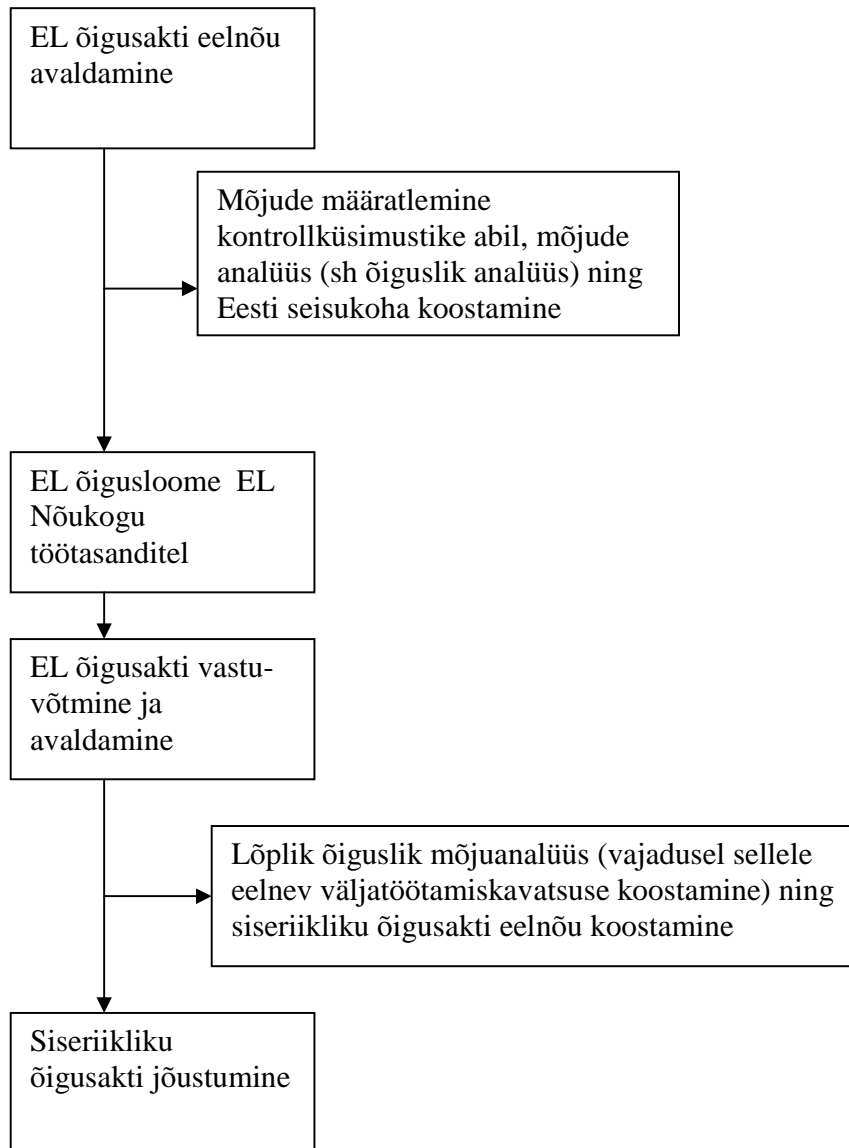 EL õigusakti eelnõu
avaldamine
Mõjude määratlemine
kontrollküsimustike abil, mõjude
analüüs (sh õiguslik analüüs) ning
Eesti seisukoha koostamine
EL õigusloome EL
Nõukogu
töötasanditel
EL õigusakti vastu-
võtmine ja
avaldamine
Lõplik õiguslik mõjuanalüüs (vajadusel sellele
eelnev väljatöötamiskavatsuse koostamine) ning
siseriikliku õigusakti eelnõu koostamine
Siseriikliku
õigusakti jõustumine